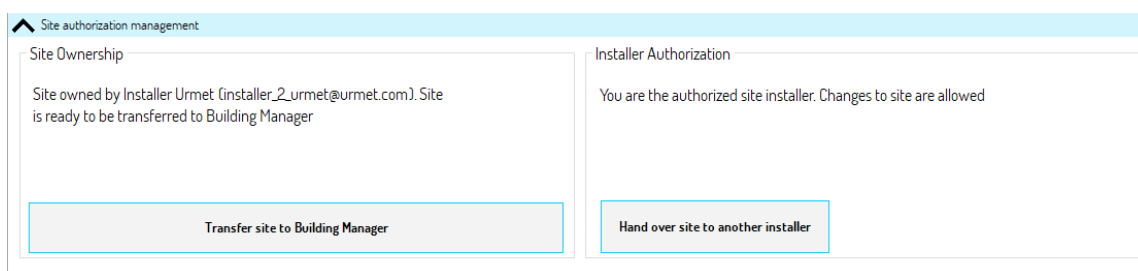 Site authorization management
Site Ownership
Site owned by Installer Urmet (installer_2_urmet@urmet.com). Site
is ready to be transferred to Building Manager
Transfer site to Building Manager
Installer Authorization
You are the authorized site installer. Changes to site are allowed
Hand over site to another installer